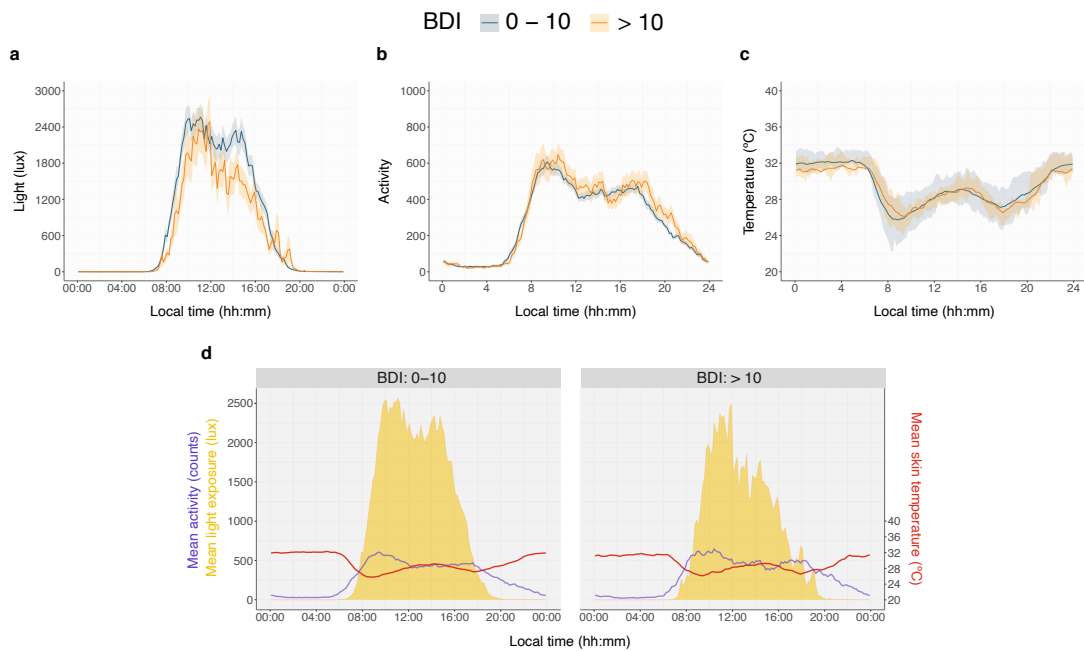 BDI 0 – 10 > 10
a
3000
2400
1800
1200
600
0
Light (lux)
00:00 04:00 08:00 12:00 16:00 20:00 0:00
Local time (hh:mm)
b
1000
800
600
400
200
0
Activity
0 4 8 12 16 20 24
Local time (hh:mm)
c
40
36
32
28
24
20
Temperature (ºC)
0 4 8 12 16 20 24
Local time (hh:mm)
d
BDI: 0–10
BDI: > 10
Mean activity (counts)
Mean light exposure (lux)
2500
2000
1500
1000
500
0
00:00 04:00 08:00 12:00 16:00 20:00 00:00
00:00 04:00 08:00 12:00 16:00 20:00 00:00
40
36
32
28
24
20
Mean skin temperature (ºC)
Local time (hh:mm)